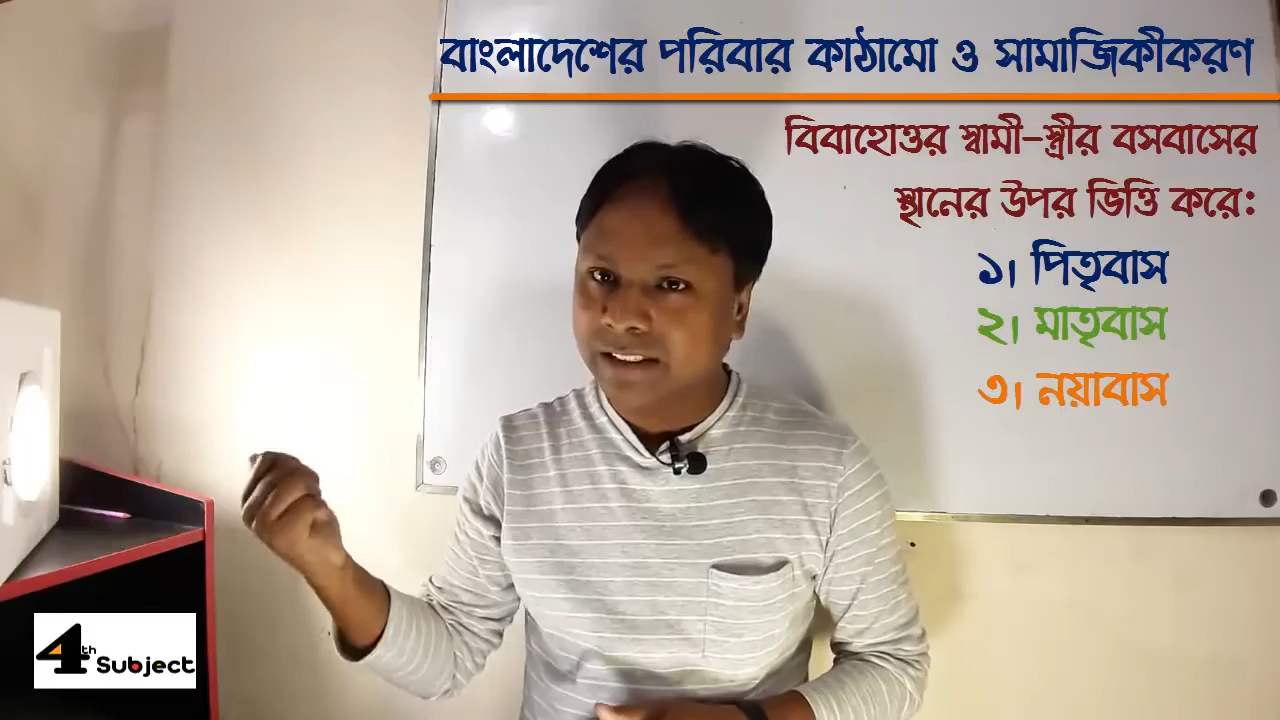 বাংলাদেশের পরিবার কাঠামো ও সামাজিকীকরণ
বিবাহোত্তর স্বামী-স্ত্রীর বসবাসের
স্থানের উপর ভিত্তি করে:
১। পিতৃবাস
২। মাতৃবাস
৩। নয়াবাস
4th Subject